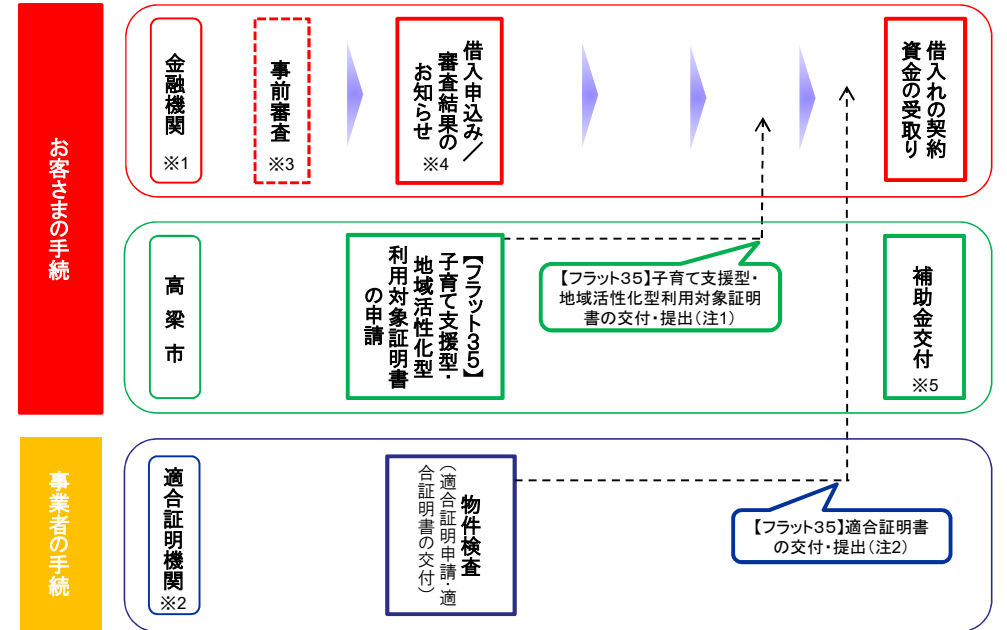 お客さまの手続
金融機関
※1
事前審査
※3
借入申込み／
審査結果の
お知らせ
※4
借入れの契約
資金の受取り
高梁市
【フラット35】
子育て支援型・
地域活性化型
利用対象証明書
の申請
【フラット35】子育て支援型・
地域活性化型利用対象証明
書の交付・提出（注1）
補助金交付
※5
事業者の手続
適合証明機関
※2
物件検査
（適合証明申請・適
合証明書の交付）
【フラット35】適合証明書
の交付・提出（注2）